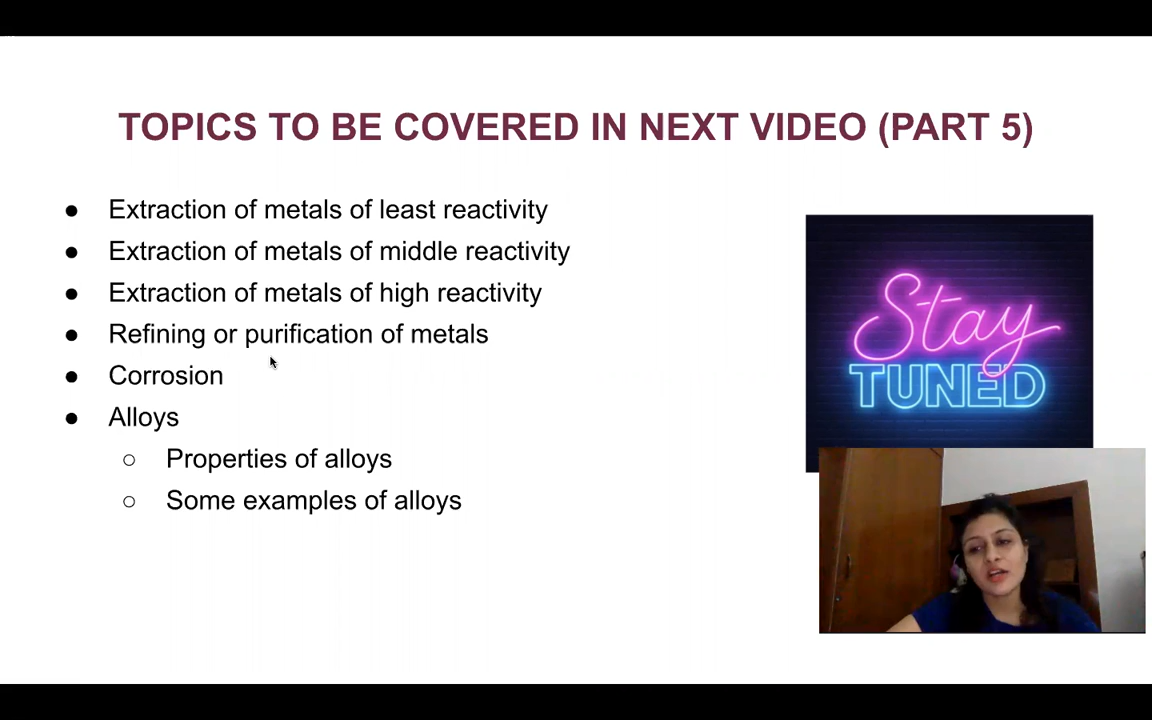 TOPICS TO BE COVERED IN NEXT VIDEO (PART 5)
● Extraction of metals of least reactivity
● Extraction of metals of middle reactivity
● Extraction of metals of high reactivity
● Refining or purification of metals
● Corrosion
● Alloys
○ Properties of alloys
○ Some examples of alloys
Stay
TUNED